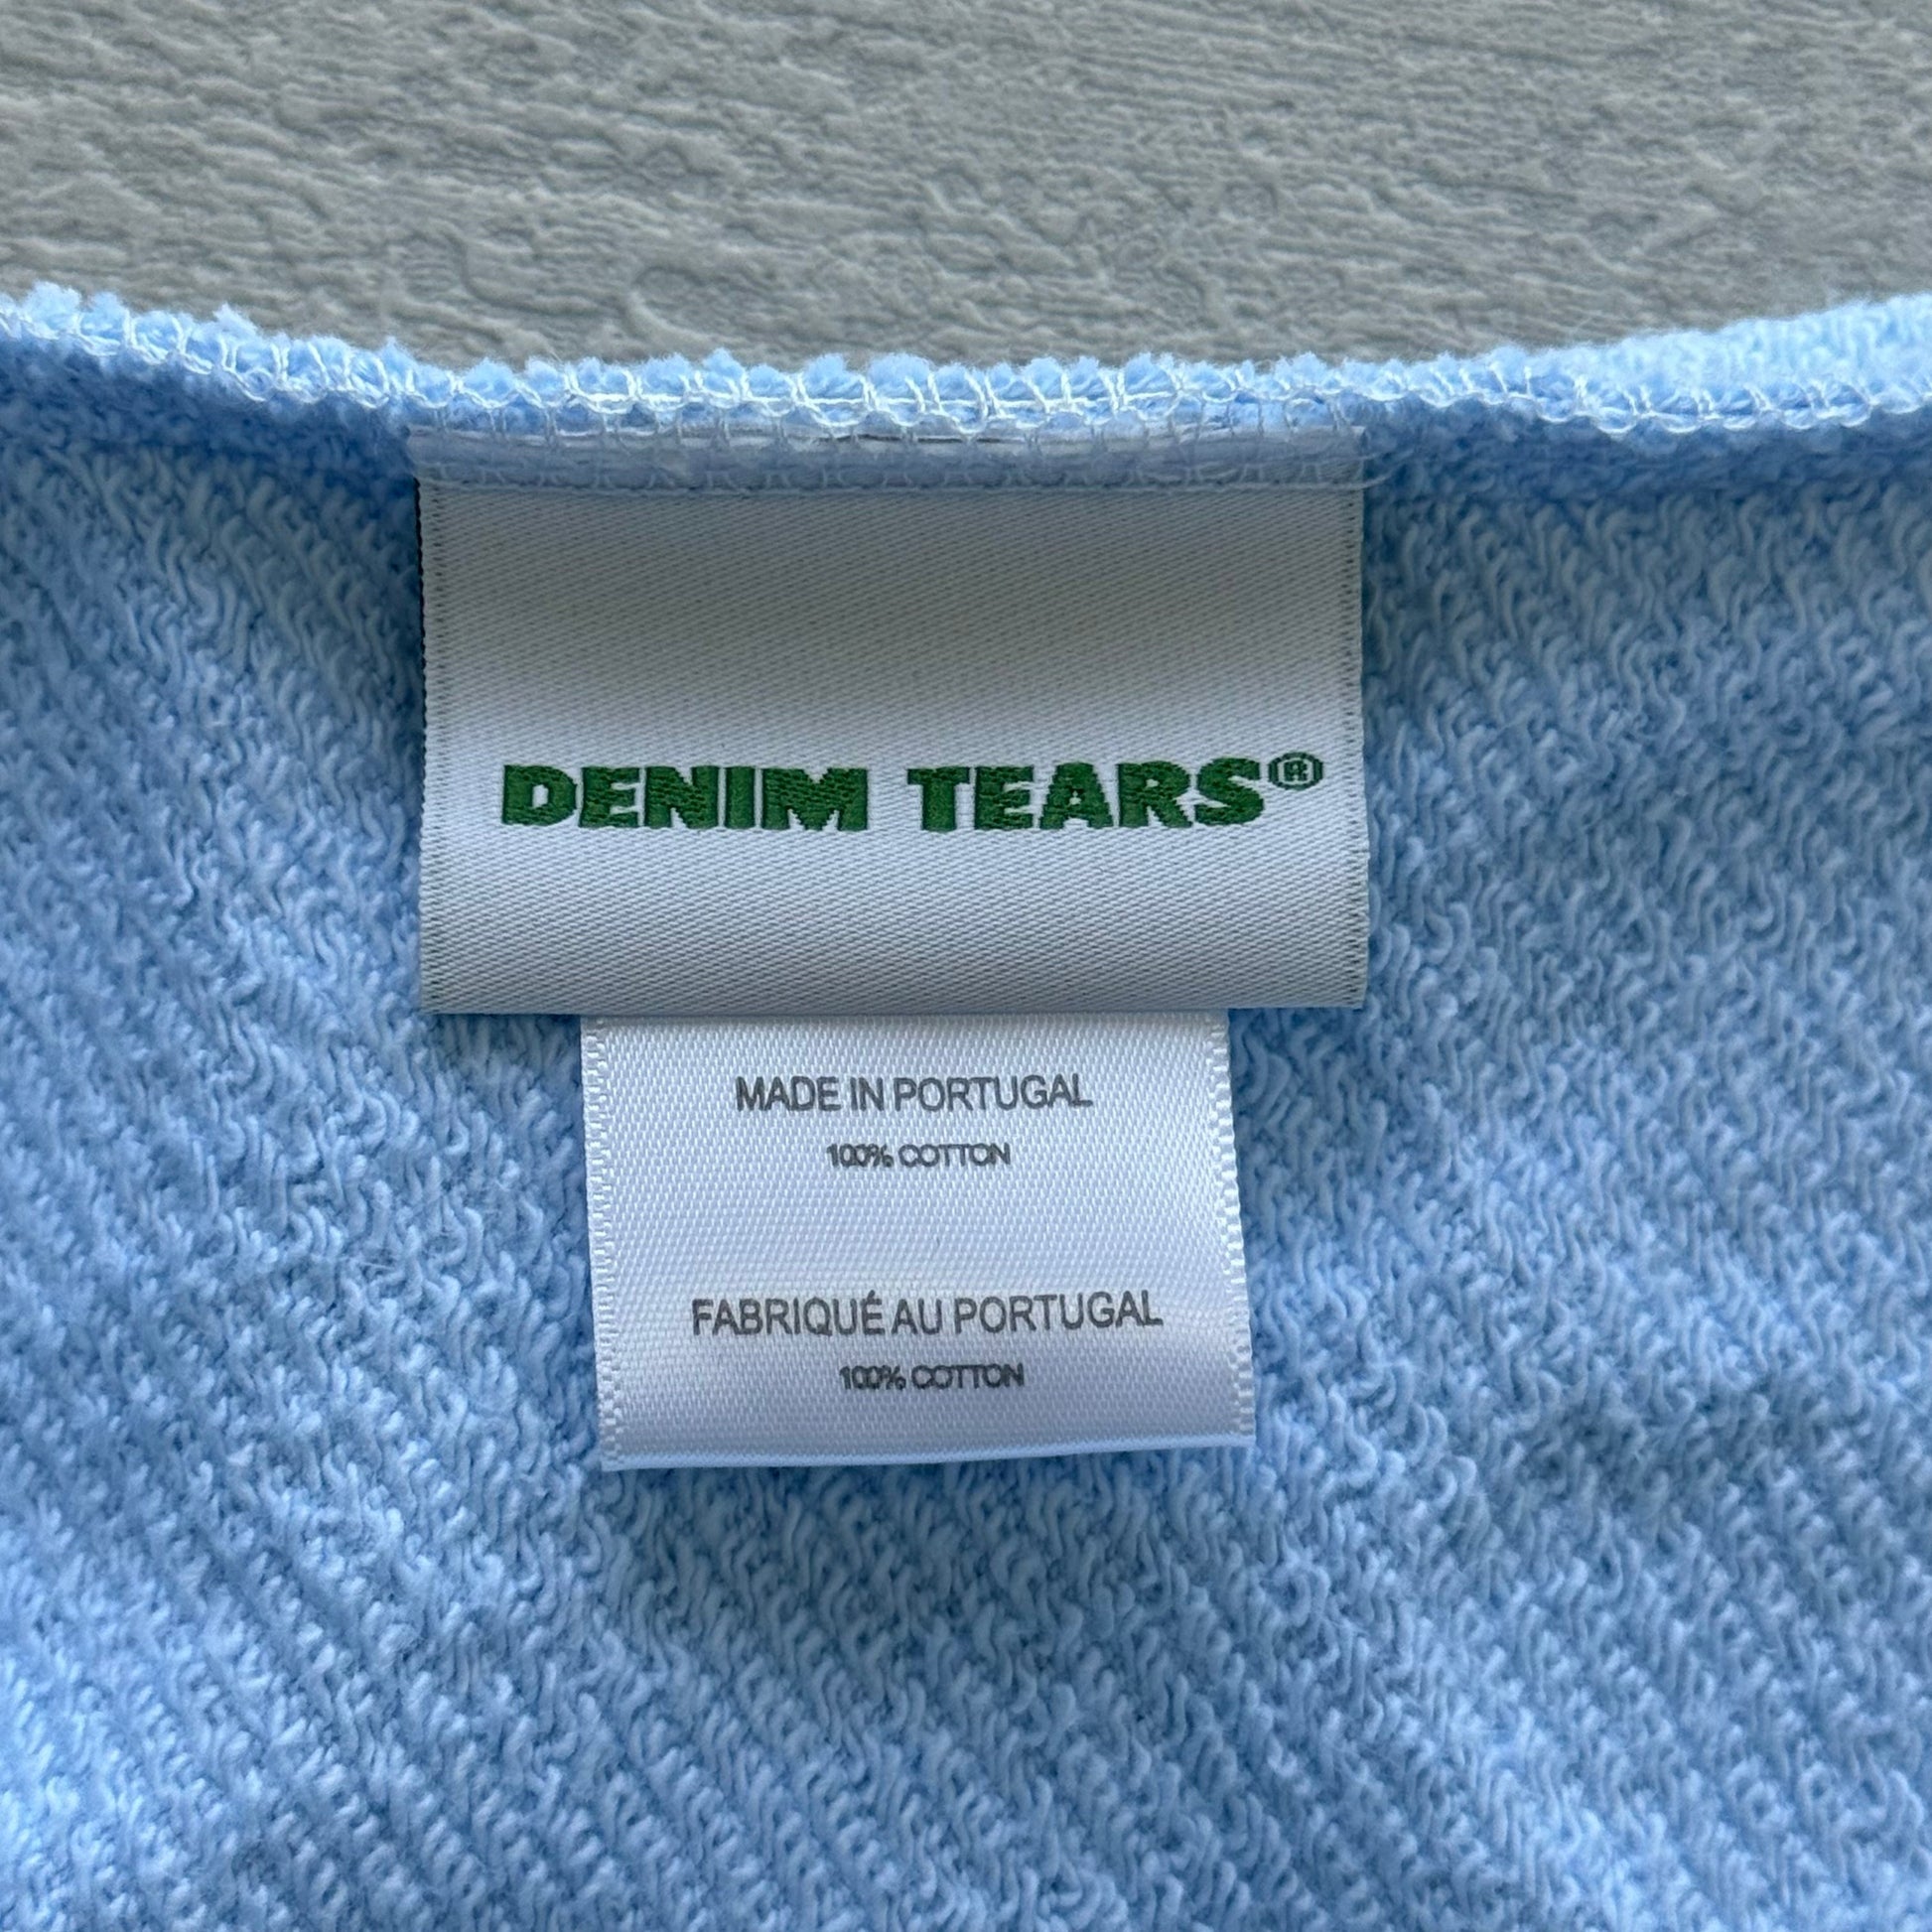 DENIM TEARS®
MADE IN PORTUGAL
100% COTTON
FABRIQUÉ AU PORTUGAL
100% COTTON